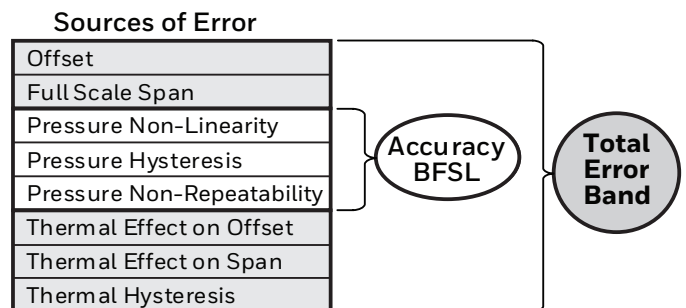 Sources of Error
Offset
Full Scale Span
Pressure Non-Linearity
Pressure Hysteresis
Pressure Non-Repeatability
Thermal Effect on Offset
Thermal Effect on Span
Thermal Hysteresis
Accuracy
BFSL
Total
Error
Band